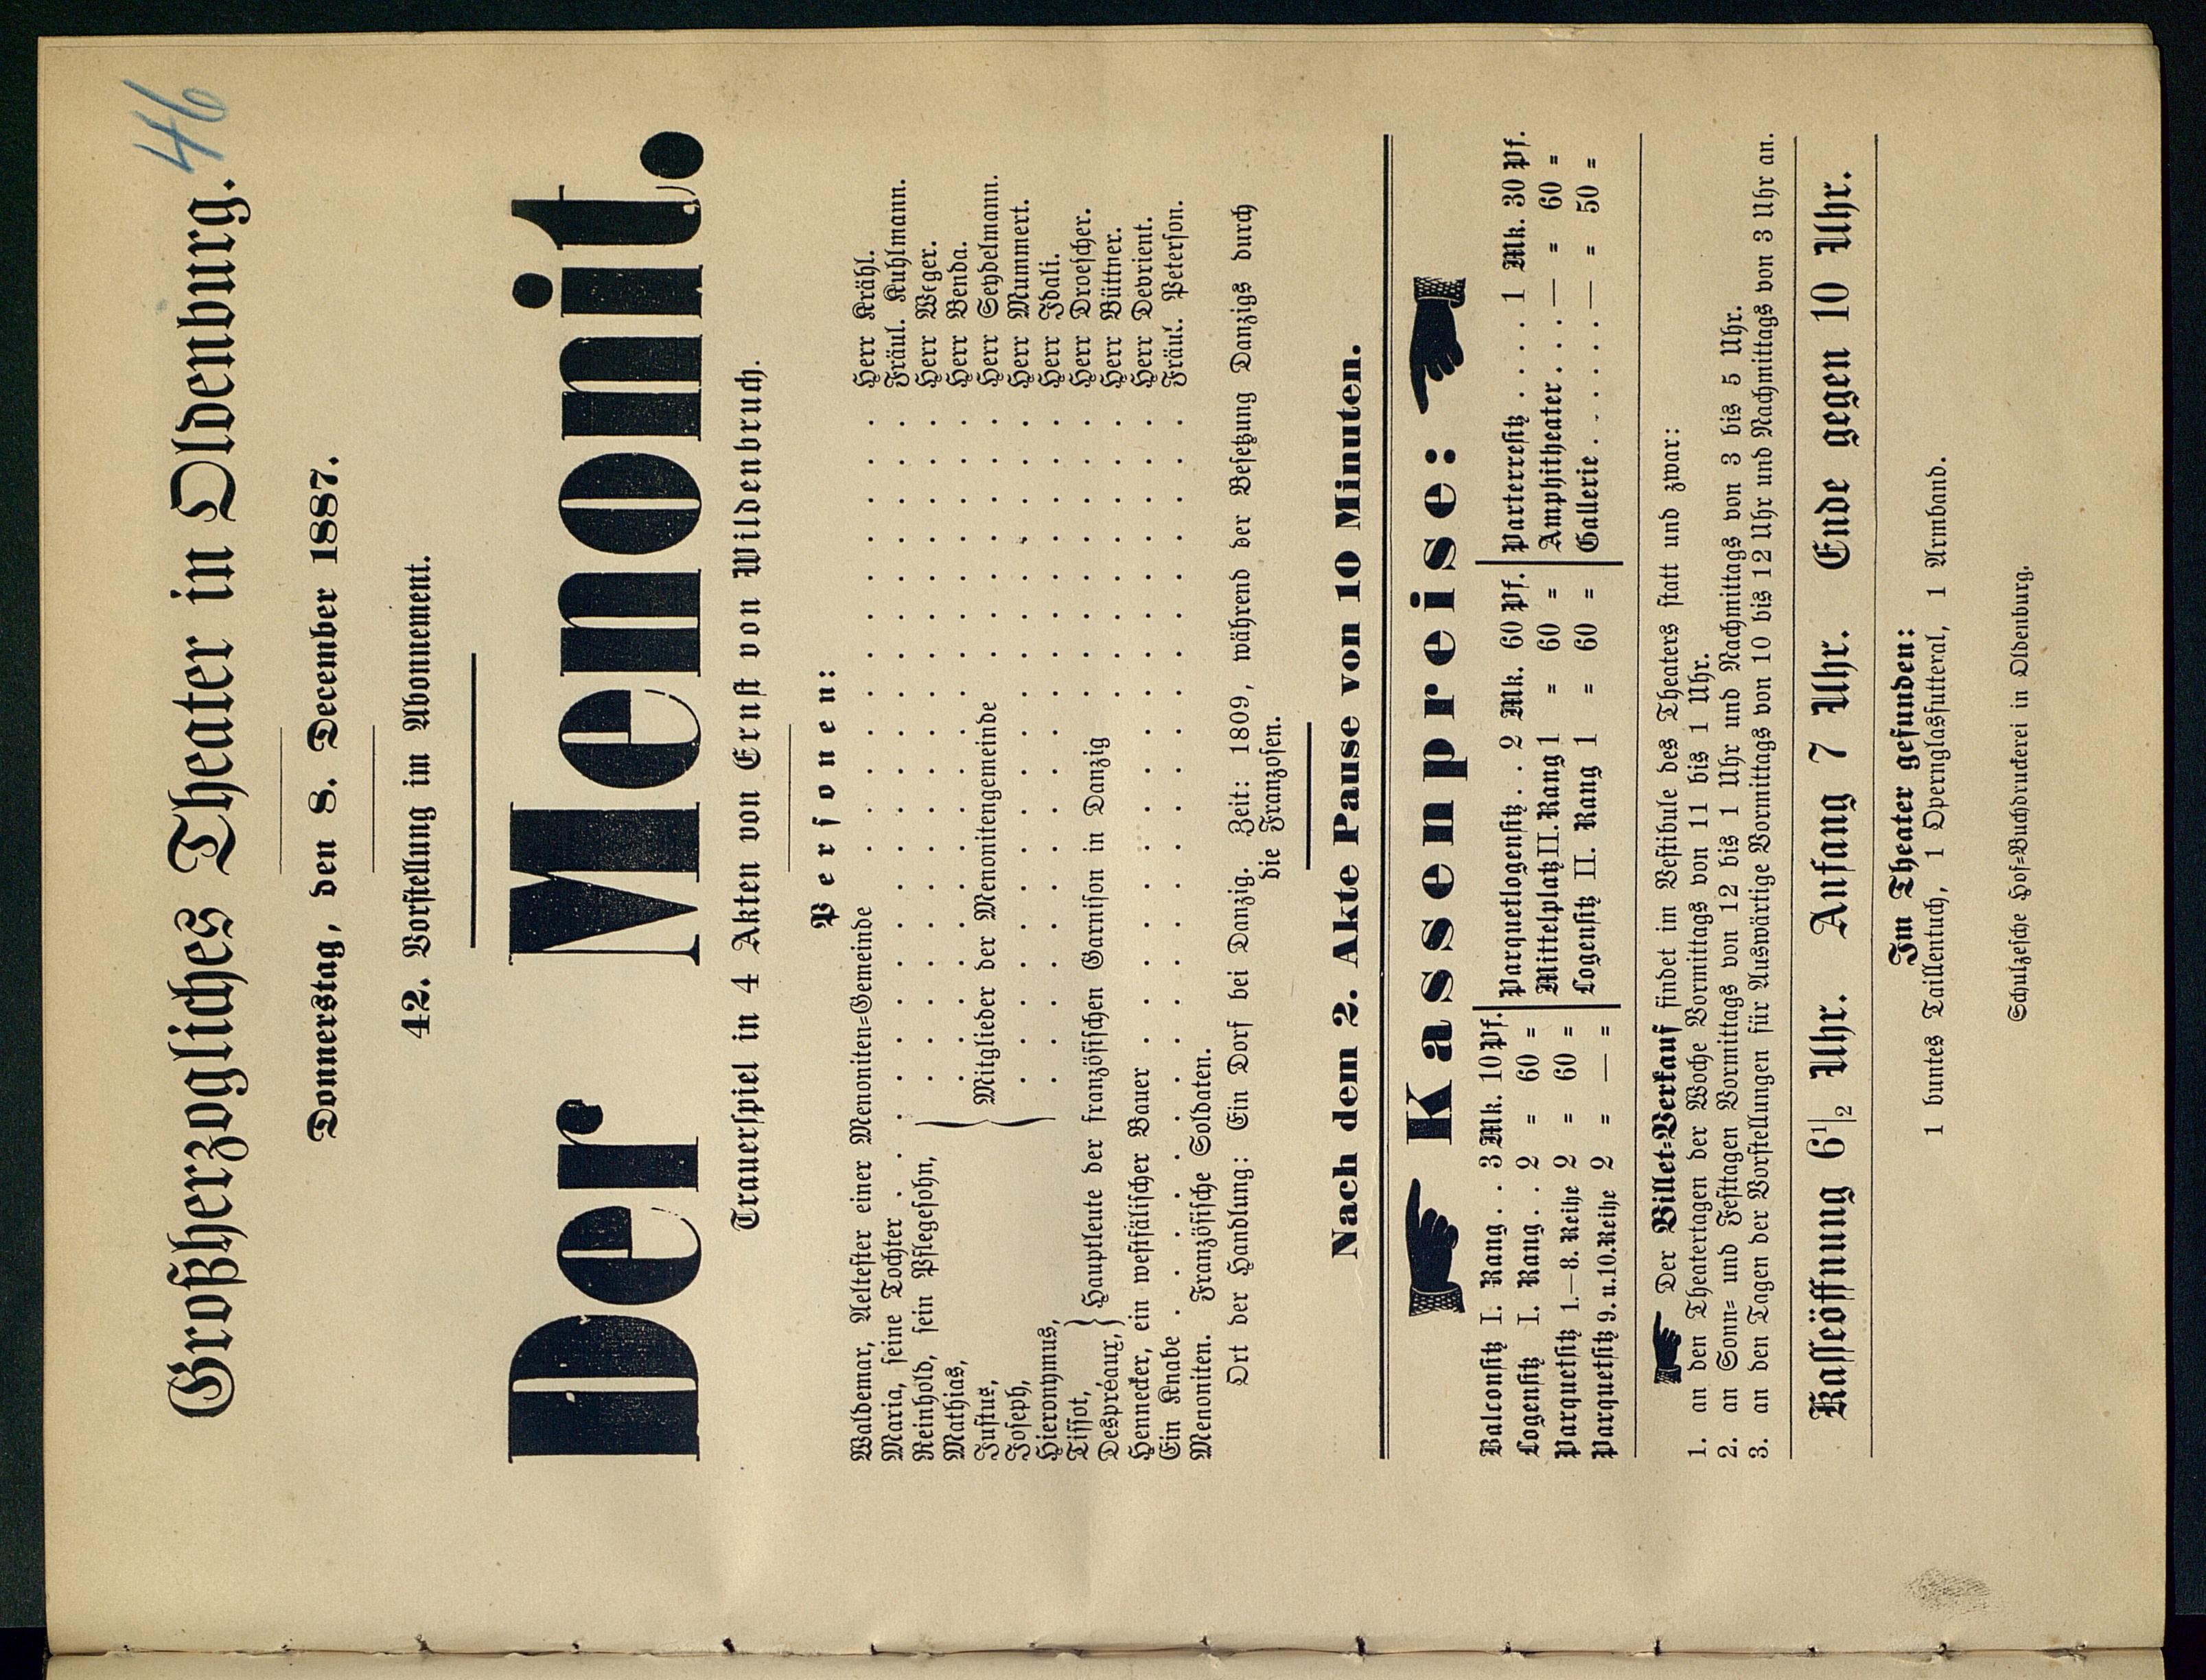 46
Großherzogliches Theater in Oldenburg.
Donnerstag, den 8. December 1887.
42. Vorstellung im Abonnement.
Der Menonit.
Trauerspiel in 4 Akten von Ernst von Wildenbruch.
Personen:
Waldemar, Aeltester einer Menoniten=Gemeinde . . . . . . . . . . . . Herr Krähl.
Maria, seine Tochter . . . . . . . . . . . . . . . . . . . . Fräul. Kuhlmann.
Reinhold, sein Pflegesohn, . . . . . . . . . . . . . . . . . . Herr Weger.
Mathias, . . . . . . . . . . . . . . . . . . Herr Benda.
Justus, } Mitglieder der Menonitengemeinde . . . . . . . . Herr Seydelmann.
Joseph, . . . . . . . . . . . . . . . . . . Herr Mummert.
Hieronymus, . . . . . . . . . . . . . . . . . . Herr Idali.
Tissot, } Hauptleute der französischen Garnison in Danzig . . . . . . . . Herr Droescher.
Despréaux, . . . . . . . . Herr Büttner.
Hennecker, ein westfälischer Bauer . . . . . . . . . . . . . . . . . Herr Devrient.
Ein Knabe . . . . . . . . . . . . . . . . . . . . . . . Fräul. Peterson.
Menoniten. Französische Soldaten.
Ort der Handlung: Ein Dorf bei Danzig. Zeit: 1809, während der Besetzung Danzigs durch
die Franzosen.
Nach dem 2. Akte Pause von 10 Minuten.
☛ Kassenpreise: ☚
Balconsitz I. Rang . . 3 Mk. 10 Pf. | Parquetlogensitz . . 2 Mk. 60 Pf. | Parterresitz . . . . 1 Mk. 30 Pf.
Logensitz I. Rang . . 2 = 60 = | Mittelplatz II. Rang 1 = 60 = | Amphitheater . . . — = 60 =
Parquetsitz 1.—8. Reihe 2 = 60 = | Logensitz II. Rang 1 = 60 = | Gallerie . . . . . . — = 50 =
Parquetsitz 9. u. 10. Reihe 2 = — =
☛ Der Billet=Verkauf findet im Vestibule des Theaters statt und zwar:
1. an den Theatertagen der Woche Vormittags von 11 bis 1 Uhr.
2. an Sonn= und Festtagen Vormittags von 12 bis 1 Uhr und Nachmittags von 3 bis 5 Uhr.
3. an den Tagen der Vorstellungen für Auswärtige Vormittags von 10 bis 12 Uhr und Nachmittags von 3 Uhr an.
Kasseöffnung 6½ Uhr. Anfang 7 Uhr. Ende gegen 10 Uhr.
Im Theater gefunden:
1 buntes Taillentuch, 1 Opernglasfutteral, 1 Armband.
Schulzesche Hof=Buchdruckerei in Oldenburg.